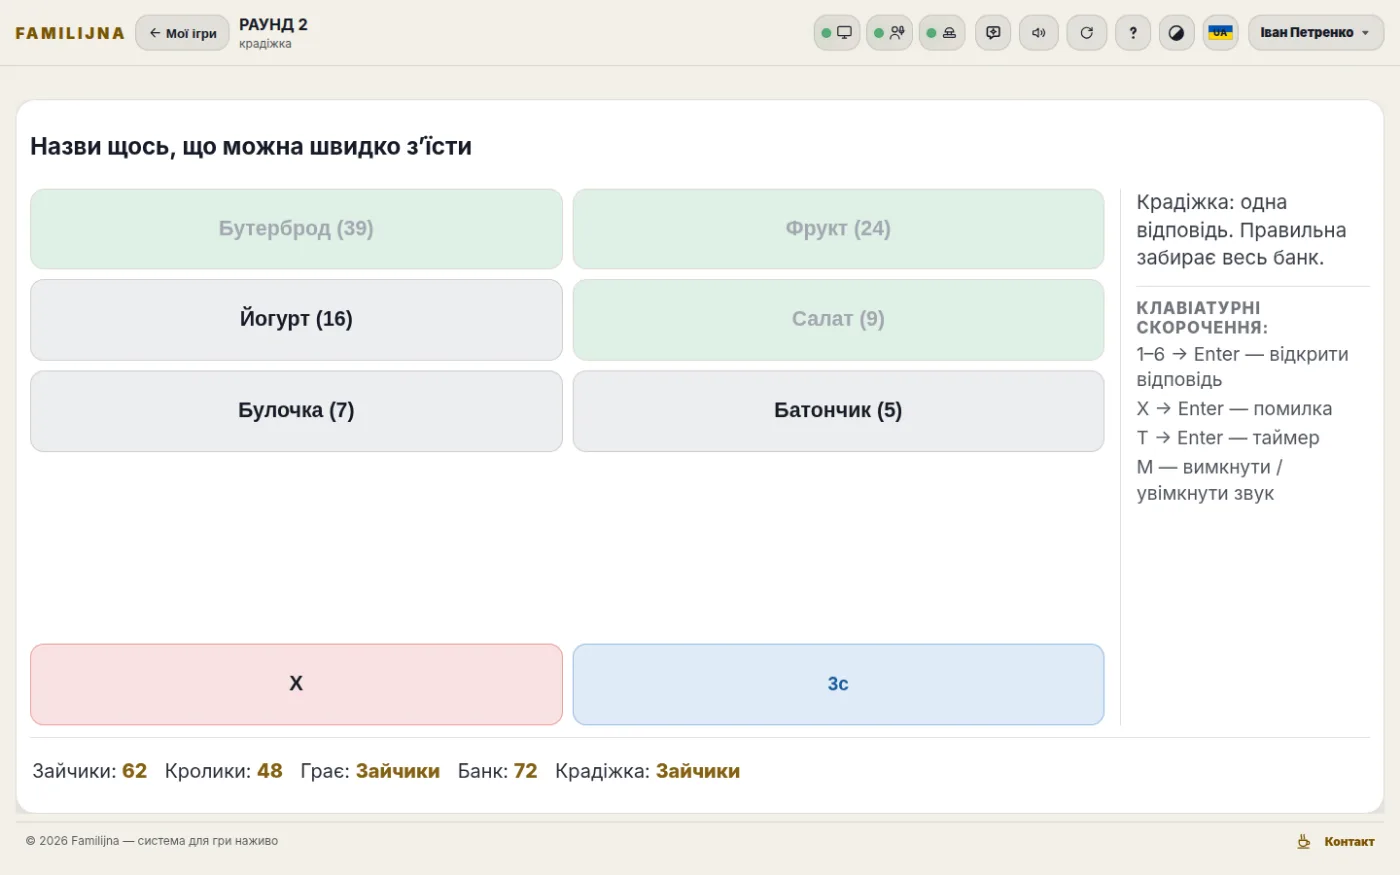 FAMILIJNA
← Мої ігри
РАУНД 2
крадіжка
?
UA
Іван Петренко
Назви щось, що можна швидко з’їсти
Бутерброд (39)
Фрукт (24)
Йогурт (16)
Салат (9)
Булочка (7)
Батончик (5)
X
3с
Крадіжка: одна
відповідь. Правильна
забирає весь банк.
КЛАВІАТУРНІ
СКОРОЧЕННЯ:
1–6 → Enter — відкрити
відповідь
X → Enter — помилка
T → Enter — таймер
M — вимкнути /
увімкнути звук
Зайчики: 62 Кролики: 48 Грає: Зайчики Банк: 72 Крадіжка: Зайчики
© 2026 Familijna — система для гри наживо
Контакт